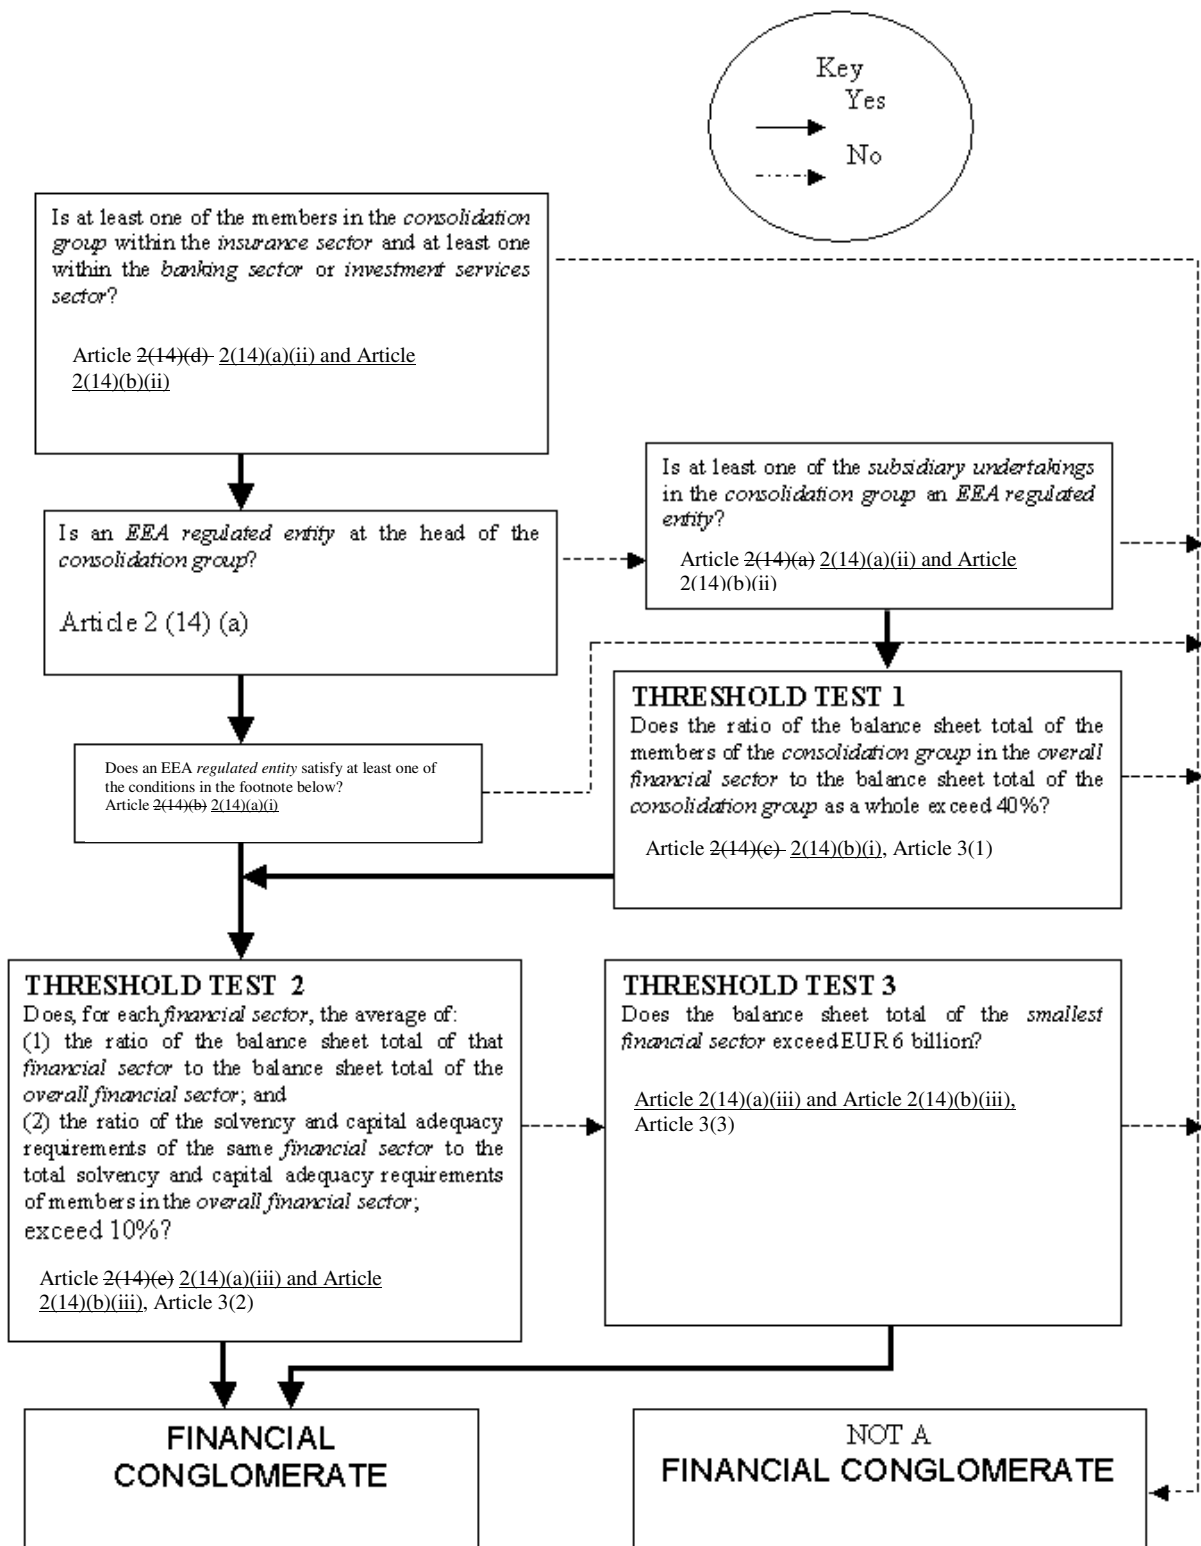 Key
Yes
No
Is at least one of the members in the consolidation
group within the insurance sector and at least one
within the banking sector or investment services
sector?
Article 2(14)(d) 2(14)(a)(ii) and Article
2(14)(b)(ii)
Is at least one of the subsidiary undertakings
in the consolidation group an EEA regulated
entity?
Article 2(14)(a) 2(14)(a)(ii) and Article
2(14)(b)(ii)
Is an EEA regulated entity at the head of the
consolidation group?
Article 2 (14) (a)
THRESHOLD TEST 1
Does the ratio of the balance sheet total of the
members of the consolidation group in the overall
financial sector to the balance sheet total of the
consolidation group as a whole exceed 40%?
Article 2(14)(c) 2(14)(b)(i), Article 3(1)
Does an EEA regulated entity satisfy at least one of
the conditions in the footnote below?
Article 2(14)(b) 2(14)(a)(i)
THRESHOLD TEST 2
Does, for each financial sector, the average of:
(1) the ratio of the balance sheet total of that
financial sector to the balance sheet total of the
overall financial sector; and
(2) the ratio of the solvency and capital adequacy
requirements of the same financial sector to the
total solvency and capital adequacy requirements
of members in the overall financial sector;
exceed 10%?
Article 2(14)(e) 2(14)(a)(iii) and Article
2(14)(b)(iii), Article 3(2)
THRESHOLD TEST 3
Does the balance sheet total of the smallest
financial sector exceed EUR 6 billion?
Article 2(14)(a)(iii) and Article 2(14)(b)(iii),
Article 3(3)
FINANCIAL
CONGLOMERATE
NOT A
FINANCIAL CONGLOMERATE